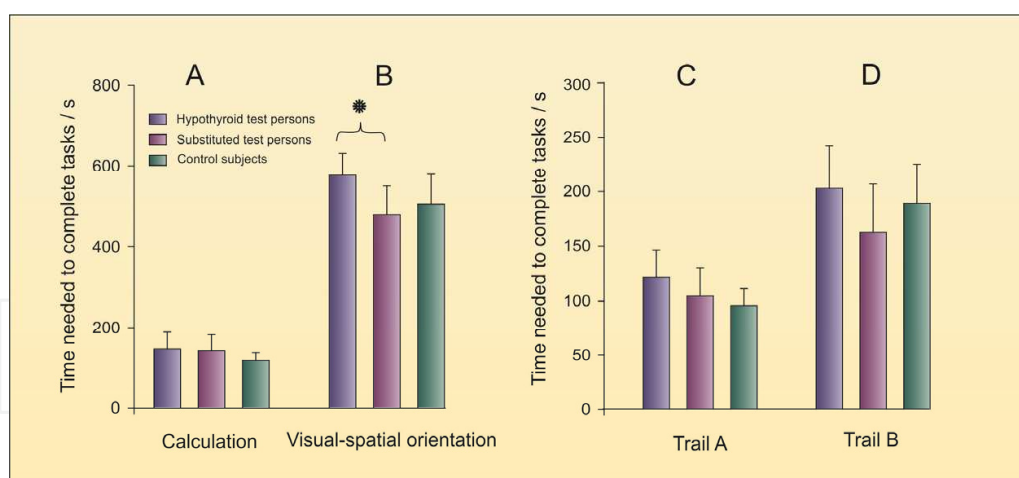 A
B
800
600
400
200
0
Time needed to complete tasks / s
Hypothyroid test persons
Substituted test persons
Control subjects
Calculation
Visual-spatial orientation
C
D
300
250
200
150
100
50
0
Time needed to complete tasks / s
Trail A
Trail B